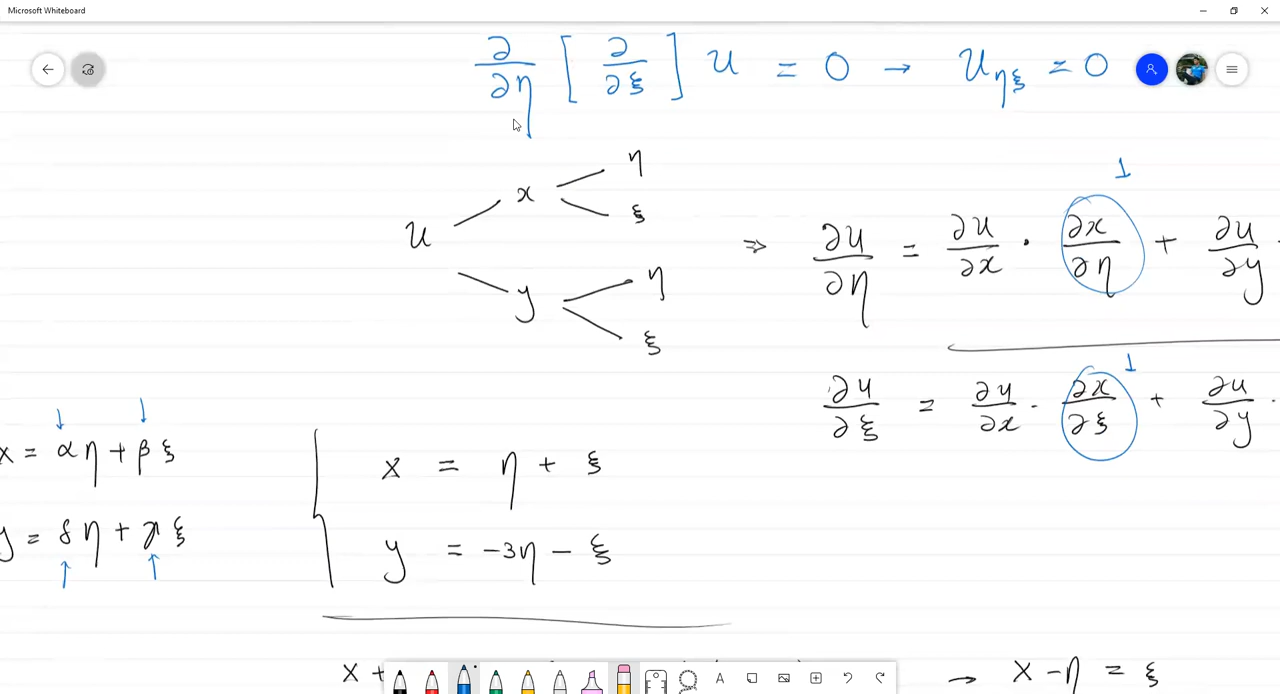 Microsoft Whiteboard
∂/∂η [ ∂/∂ξ ] u = 0 → u_ηξ = 0
η
u x ξ
y η
ξ
1
⇒ ∂u/∂η = ∂u/∂x · ∂x/∂η + ∂u/∂y ·
1
∂u/∂ξ = ∂u/∂x · ∂x/∂ξ + ∂u/∂y ·
↓ ↓
x = αη + βξ
y = δη + γξ
↑ ↑
x = η + ξ
y = -3η - ξ
x +
→ x - η = ξ
A